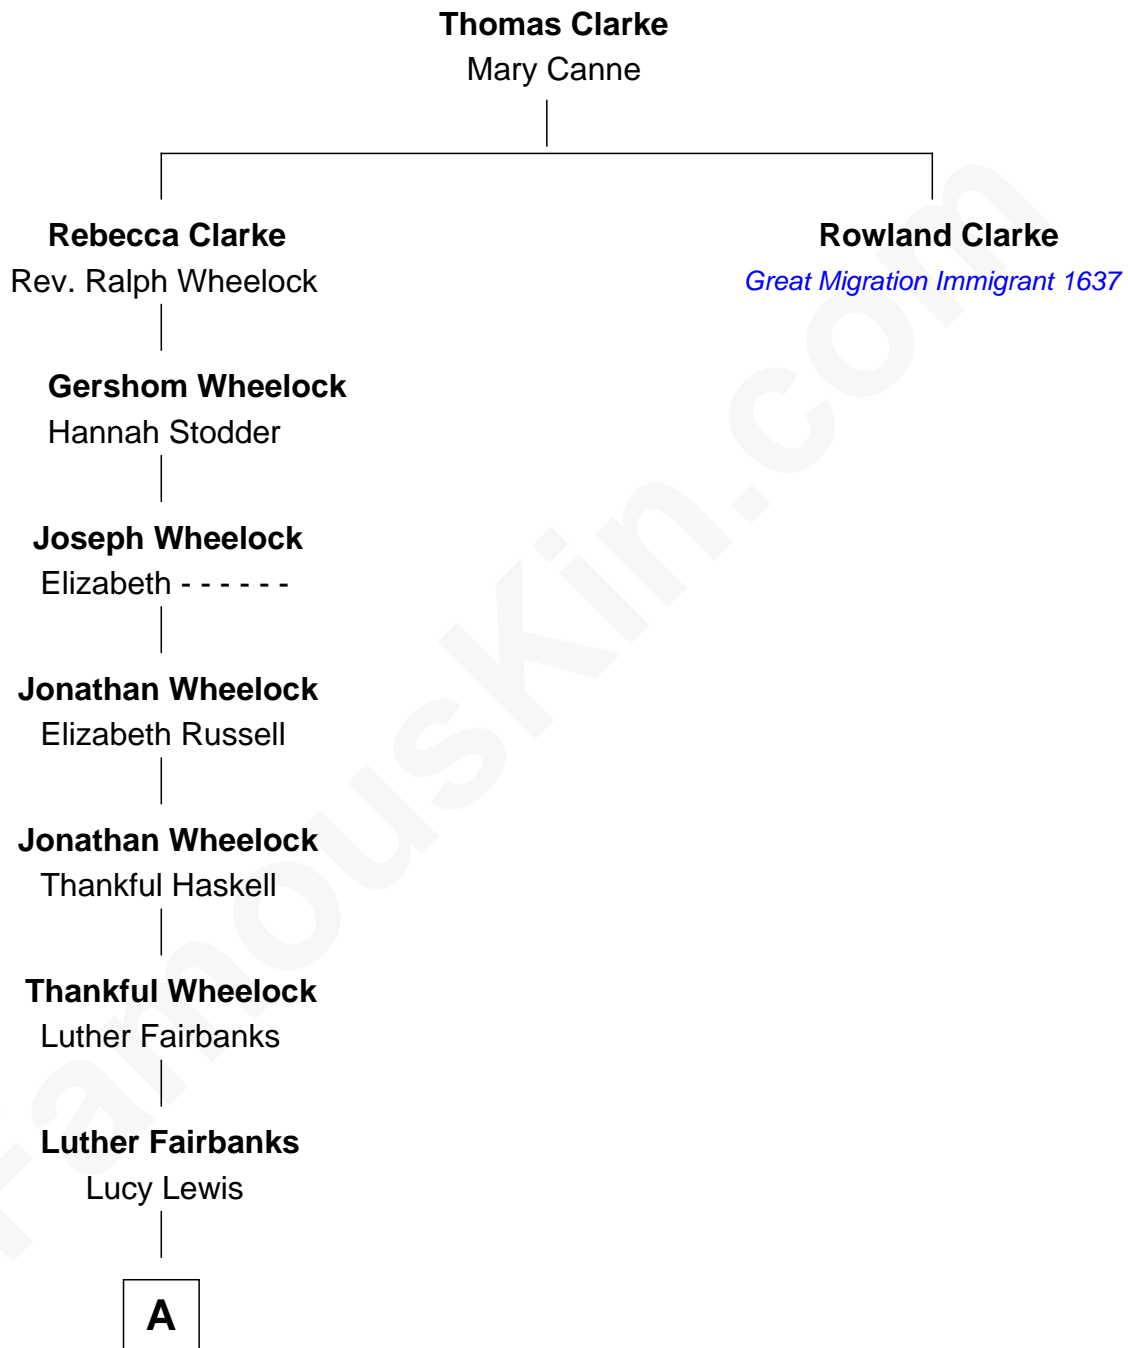 Thomas Clarke
Mary Canne
Rebecca Clarke
Rev. Ralph Wheelock
Rowland Clarke
Great Migration Immigrant 1637
Gershom Wheelock
Hannah Stodder
Joseph Wheelock
Elizabeth - - - - - -
Jonathan Wheelock
Elizabeth Russell
Jonathan Wheelock
Thankful Haskell
Thankful Wheelock
Luther Fairbanks
Luther Fairbanks
Lucy Lewis
A
FamousKin.com